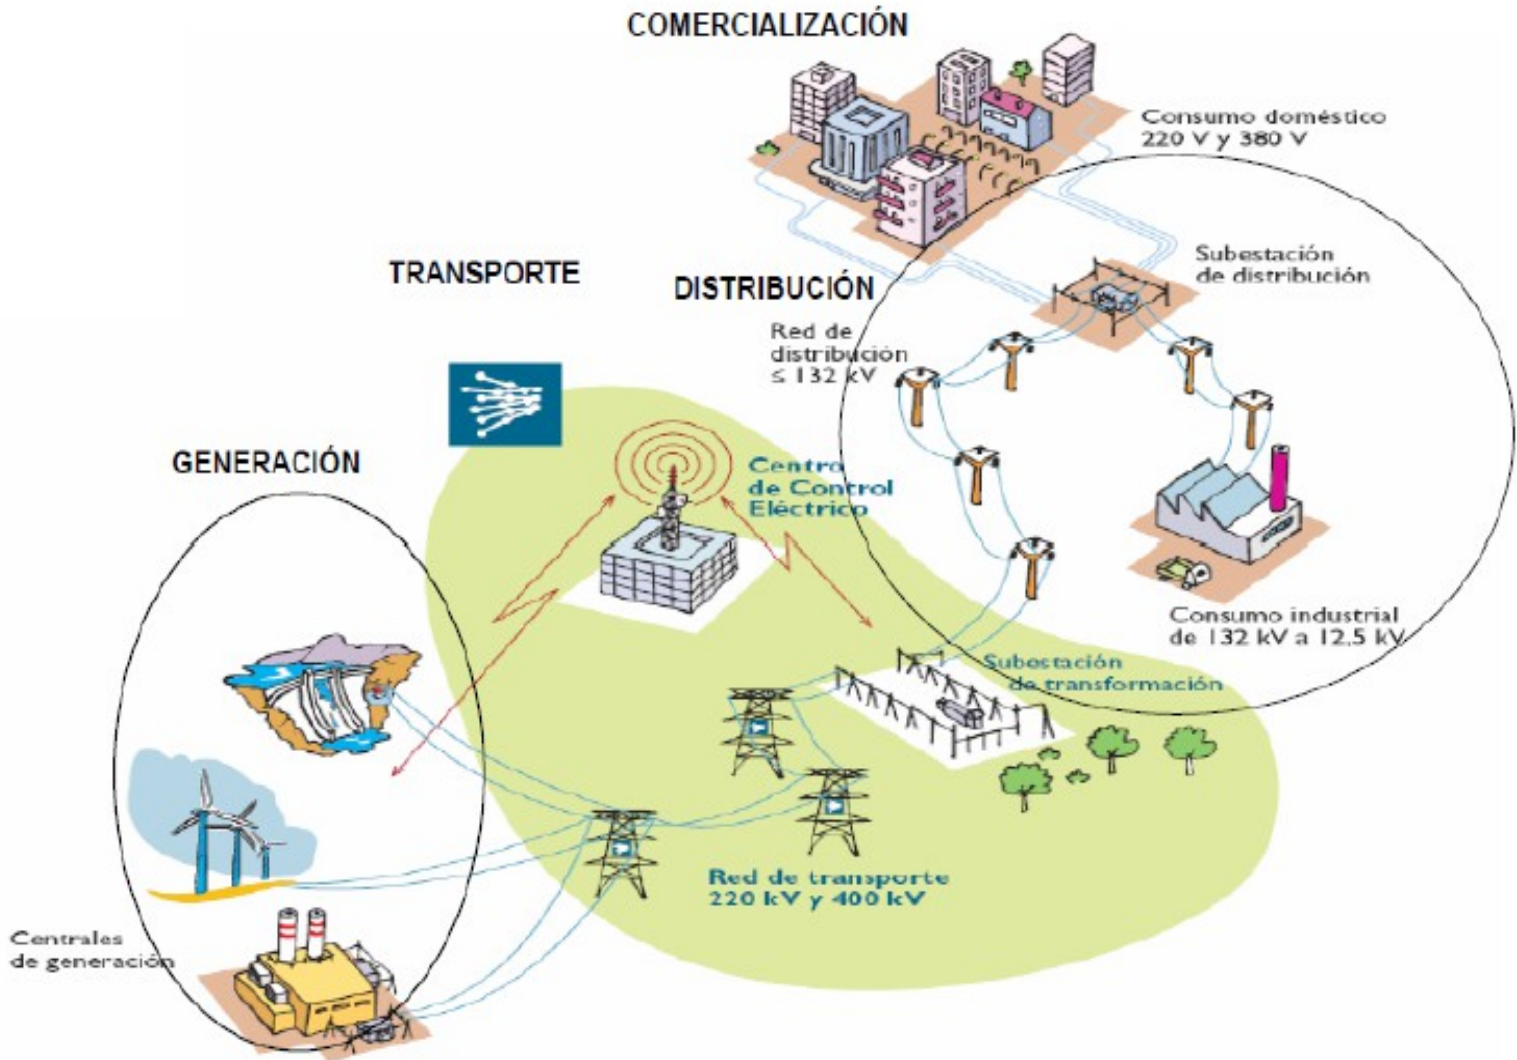 COMERCIALIZACIÓN
Consumo doméstico
220 V y 380 V
Subestación
de distribución
TRANSPORTE
DISTRIBUCIÓN
Red de
distribución
≤ 132 kV
GENERACIÓN
Centro
de Control
Eléctrico
Consumo industrial
de 132 kV a 12,5 kV
Subestación
de transformación
Red de transporte
220 kV y 400 kV
Centrales
de generación